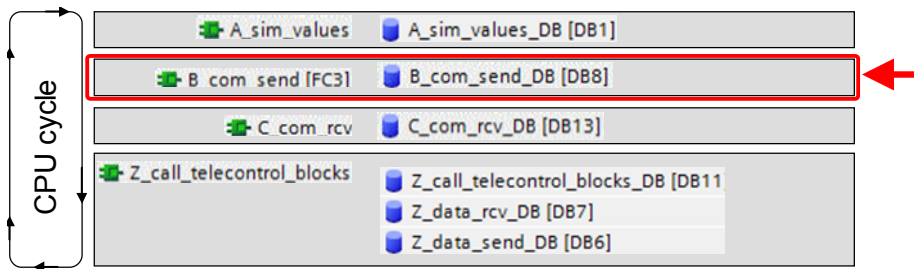 CPU cycle
A_sim_values A_sim_values_DB [DB1]
B_com_send [FC3] B_com_send_DB [DB8]
C_com_rcv C_com_rcv_DB [DB13]
Z_call_telecontrol_blocks Z_call_telecontrol_blocks_DB [DB11
Z_data_rcv_DB [DB7]
Z_data_send_DB [DB6]